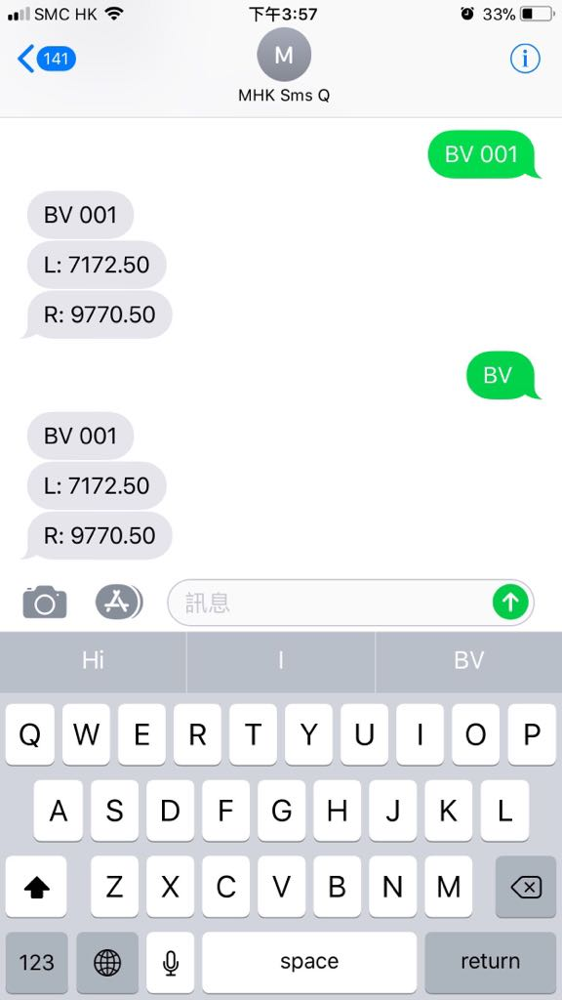 SMC HK 下午3:57 33%
141
M
MHK Sms Q
BV 001
BV 001
L: 7172.50
R: 9770.50
BV
BV 001
L: 7172.50
R: 9770.50
訊息
Hi I BV
Q W E R T Y U I O P
A S D F G H J K L
Z X C V B N M
123 space return